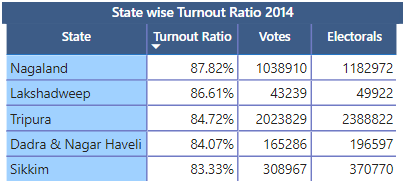 State wise Turnout Ratio 2014
State Turnout Ratio Votes Electorals
Nagaland 87.82% 1038910 1182972
Lakshadweep 86.61% 43239 49922
Tripura 84.72% 2023829 2388822
Dadra & Nagar Haveli 84.07% 165286 196597
Sikkim 83.33% 308967 370770